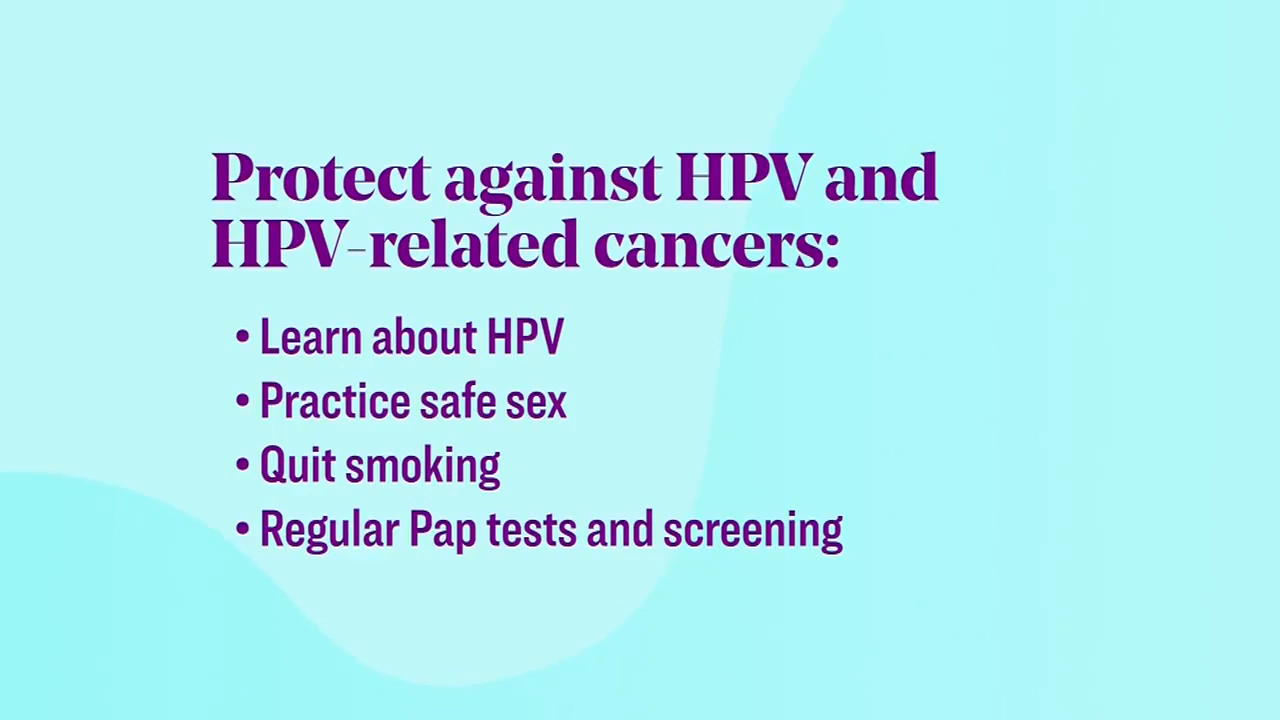 Protect against HPV and
HPV-related cancers:
• Learn about HPV
• Practice safe sex
• Quit smoking
• Regular Pap tests and screening